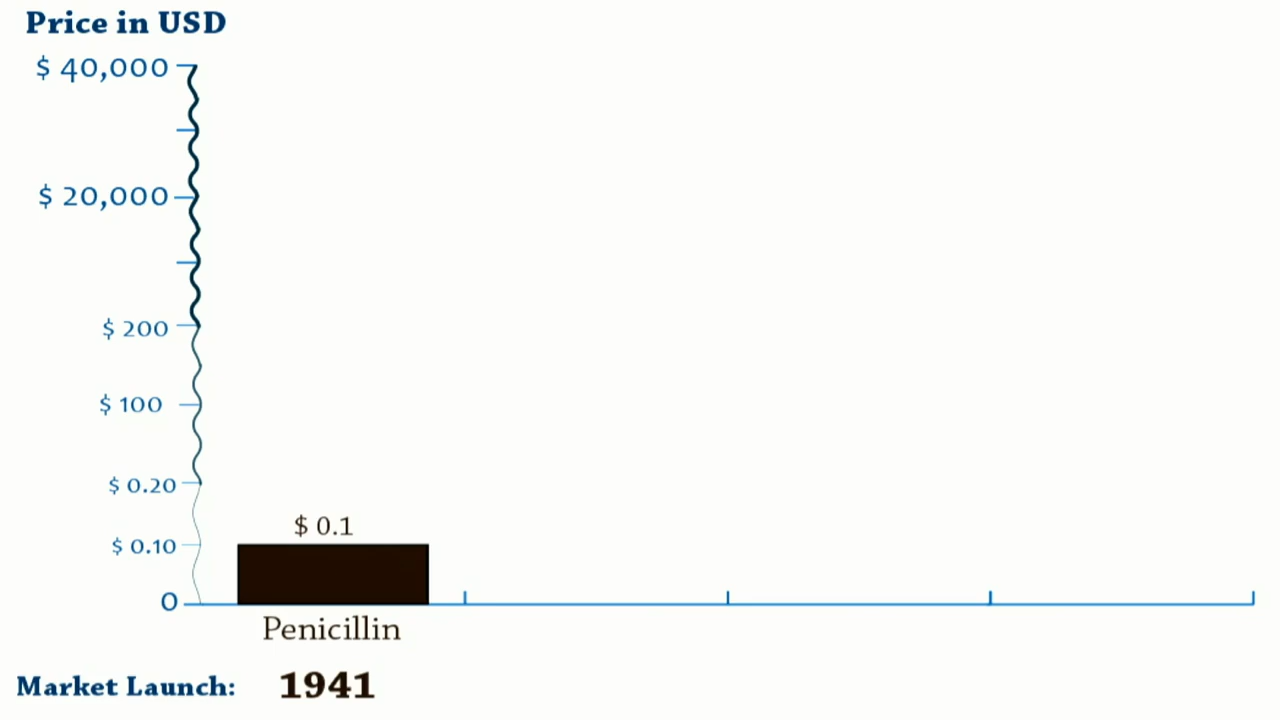 Price in USD
$ 40,000
$ 20,000
$ 200
$ 100
$ 0.20
$ 0.1
$ 0.10
0
Penicillin
Market Launch: 1941